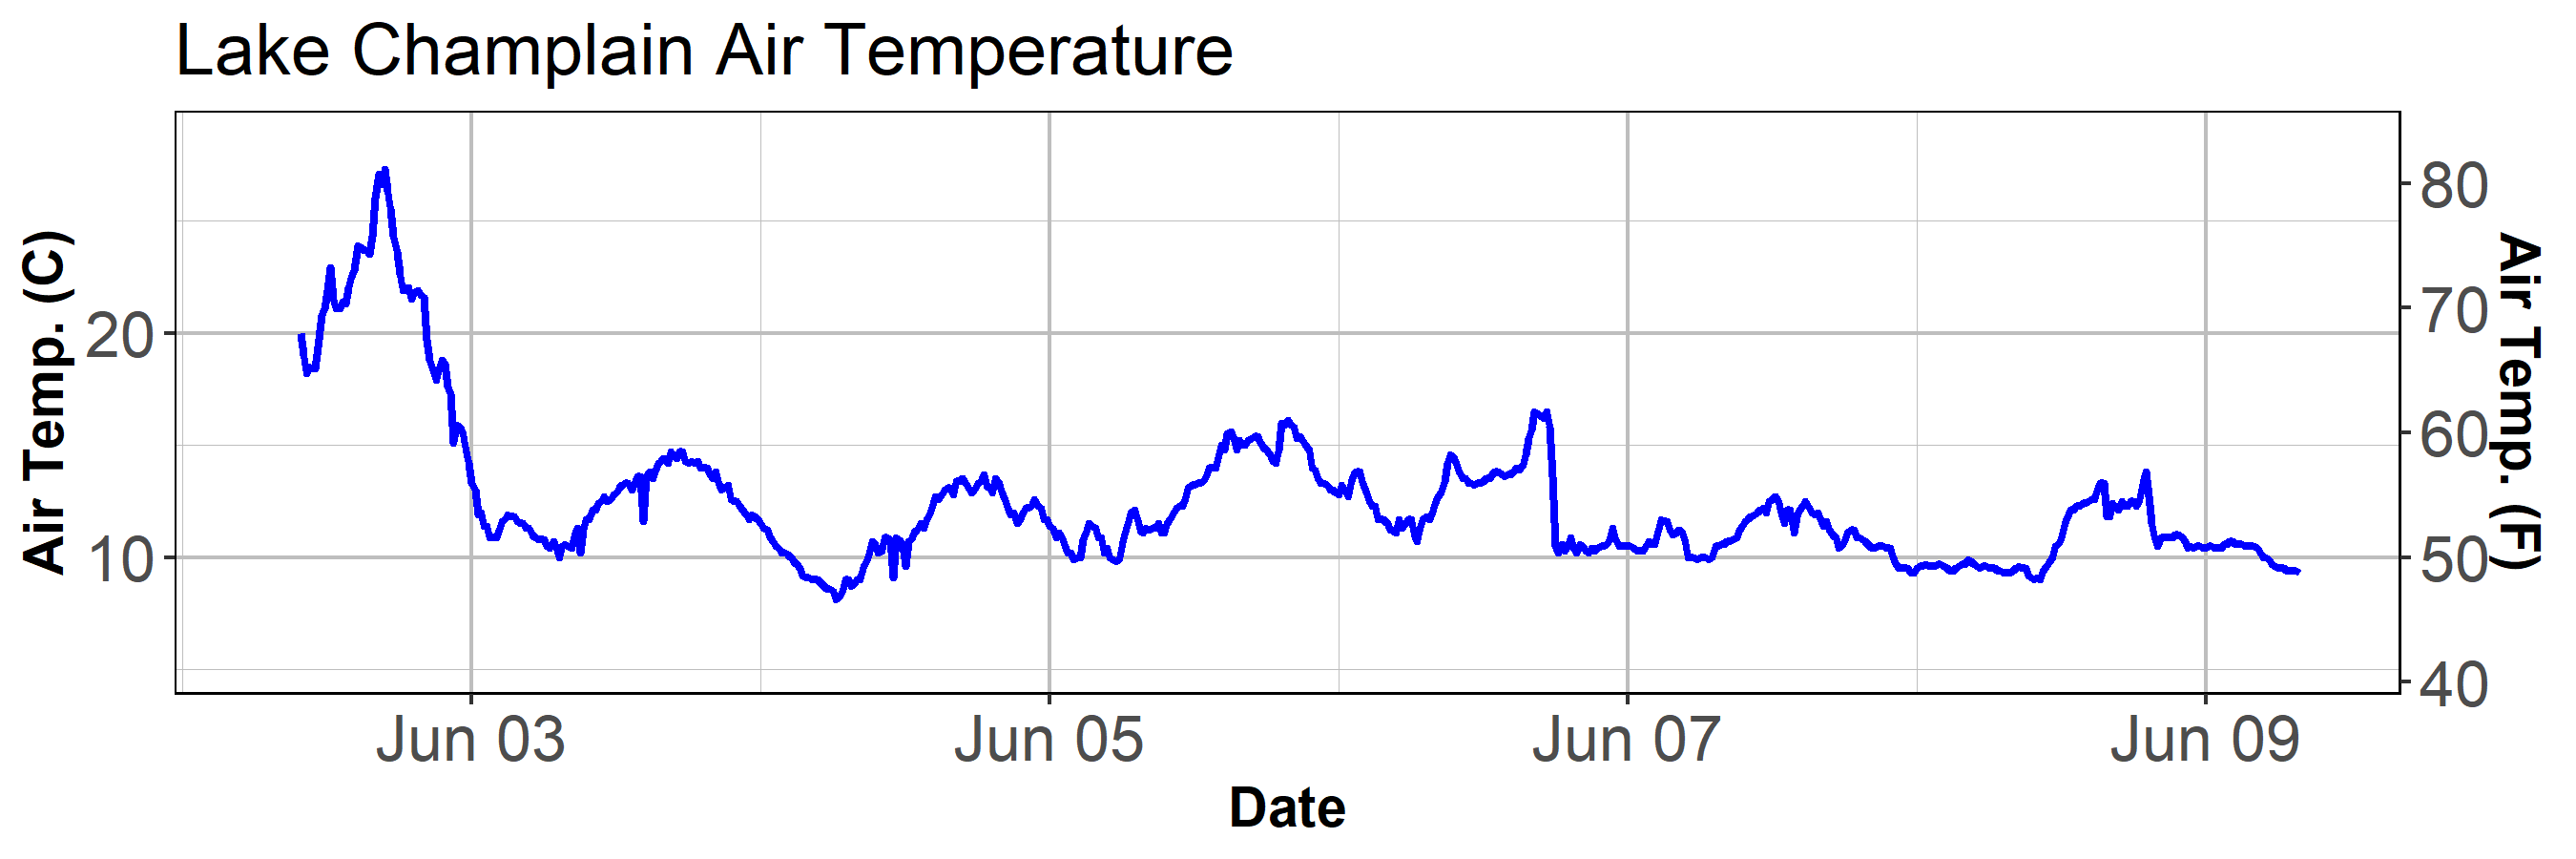 Lake Champlain Air Temperature
Air Temp. (C)
20
10
80
70
60
50
40
Air Temp. (F)
Jun 03
Jun 05
Jun 07
Jun 09
Date